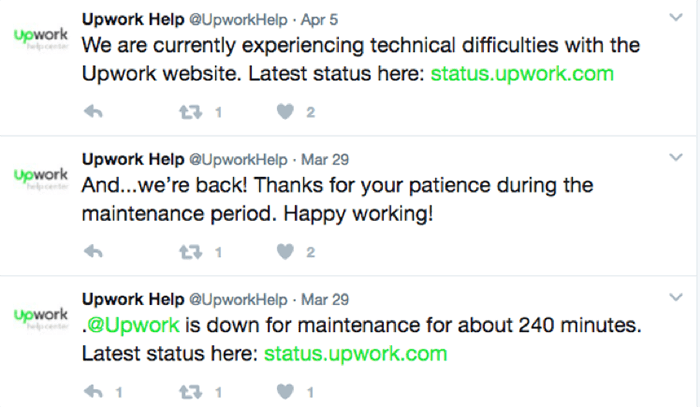 Upwork
help center
Upwork Help @UpworkHelp · Apr 5
We are currently experiencing technical difficulties with the
Upwork website. Latest status here: status.upwork.com
1 2
Upwork
help center
Upwork Help @UpworkHelp · Mar 29
And...we're back! Thanks for your patience during the
maintenance period. Happy working!
1 2
Upwork
help center
Upwork Help @UpworkHelp · Mar 29
.@Upwork is down for maintenance for about 240 minutes.
Latest status here: status.upwork.com
1 1 1